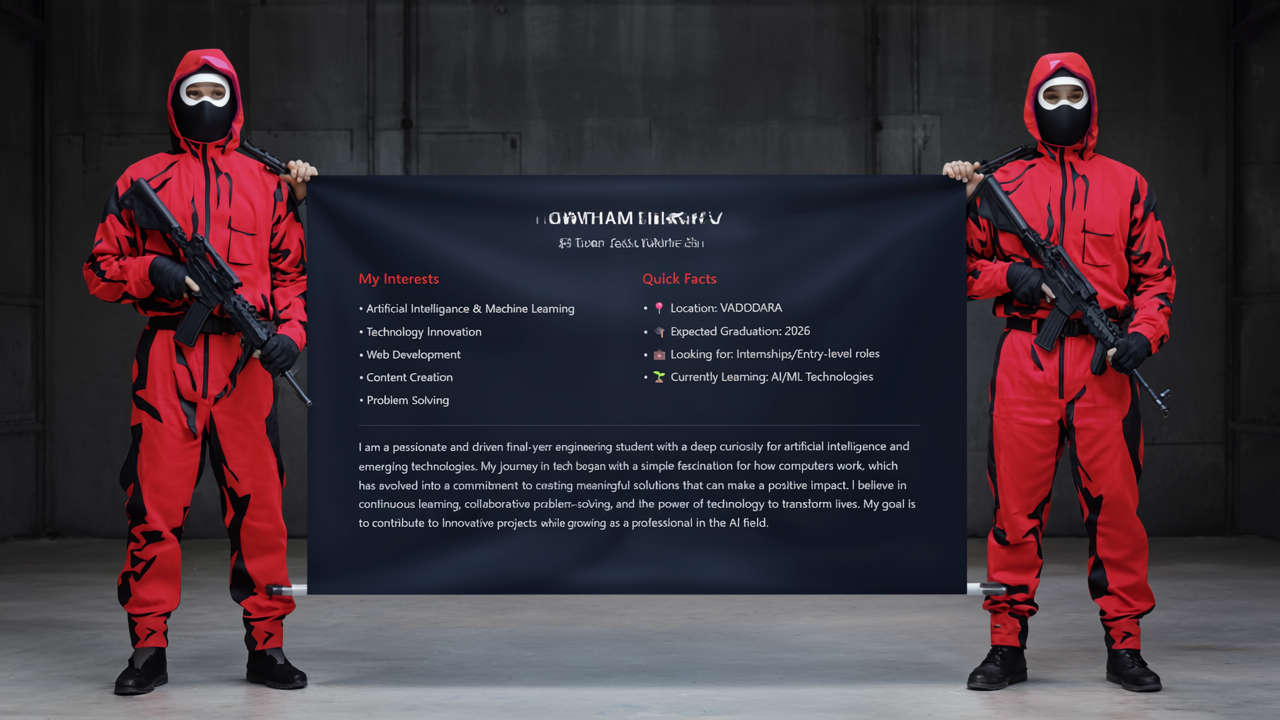 My Interests
• Artificial Intelligance & Machine Learning
• Technology Innovation
• Web Development
• Content Creation
• Problem Solving
Quick Facts
• Location: VADODARA
• Expected Graduation: 2026
• Looking for: Internships/Entry-level roles
• Currently Learning: AI/ML Technologies
I am a passionate and driven final-yerr engineering student with a deep curiosity for artificial intelligence and
emerging technologies. My journey in tech began with a simple fescination for how computers work, which
has svolved into a commitment to costing meaningful solutions that can make a positive impact. I believe in
continuous learning, collaborative problem-solving, and the power of technology to transform lives. My goal is
to contribute to Innovative projects while growing as a professional in the AI field.